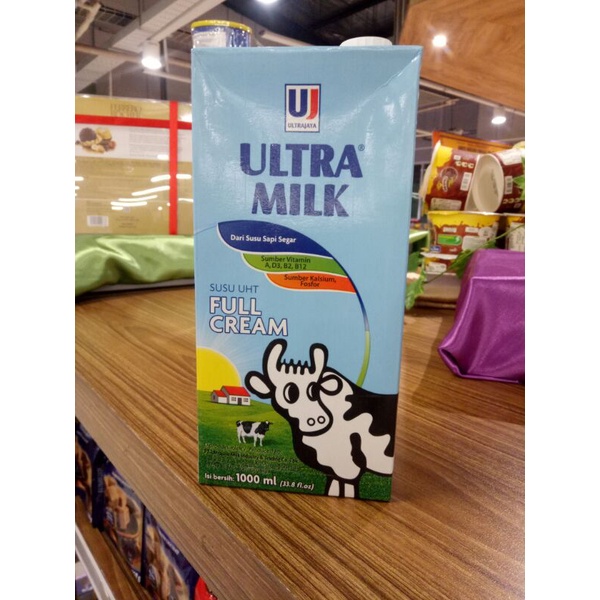 UJ
ULTRAJAYA
ULTRA®
MILK
Dari Susu Sapi Segar
Sumber Vitamin
A, D3, B2, B12
Sumber Kalsium,
Fosfor
SUSU UHT
FULL
CREAM
Isi bersih: 1000 ml (33.8 fl.oz)